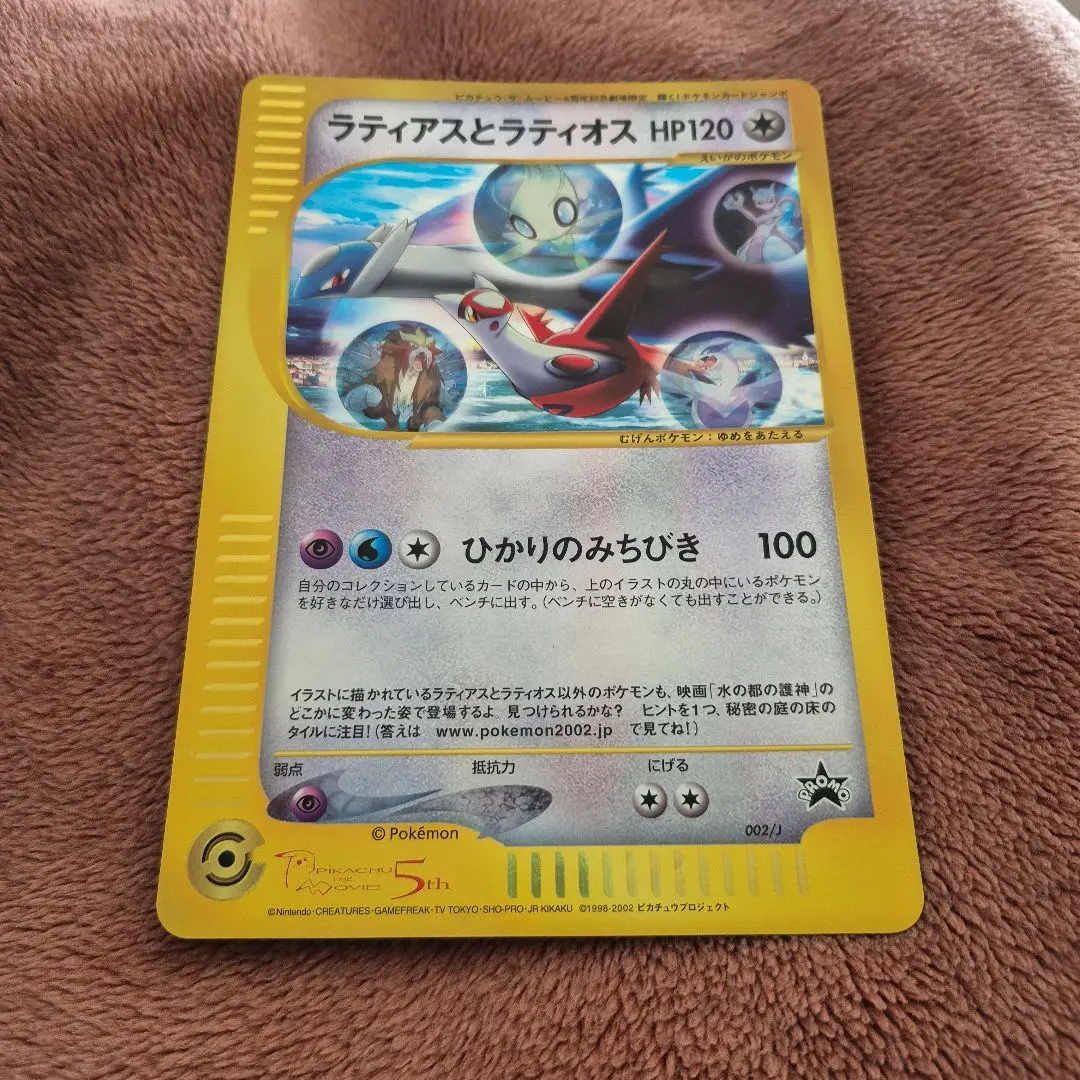 ピカチュウ・ザ・ムービー5周年記念劇場限定 輝く!ポケモンカードジャンボ
ラティアスとラティオス HP120
えいがのポケモン
むげんポケモン:ゆめをあたえる
ひかりのみちびき 100
自分のコレクションしているカードの中から、上のイラストの丸の中にいるポケモン
を好きなだけ選び出し、ベンチに出す。(ベンチに空きがなくても出すことができる。)
イラストに描かれているラティアスとラティオス以外のポケモンも、映画「水の都の護神」の
どこかに変わった姿で登場するよ。見つけられるかな? ヒントを1つ、秘密の庭の床の
タイルに注目!(答えは www.pokemon2002.jp で見てね!)
弱点 抵抗力 にげる
PROMO
002/J
© Pokémon
PIKACHU THE MOVIE 5th
©Nintendo・CREATURES・GAMEFREAK・TV TOKYO・SHO-PRO・JR KIKAKU ©1998-2002 ピカチュウプロジェクト